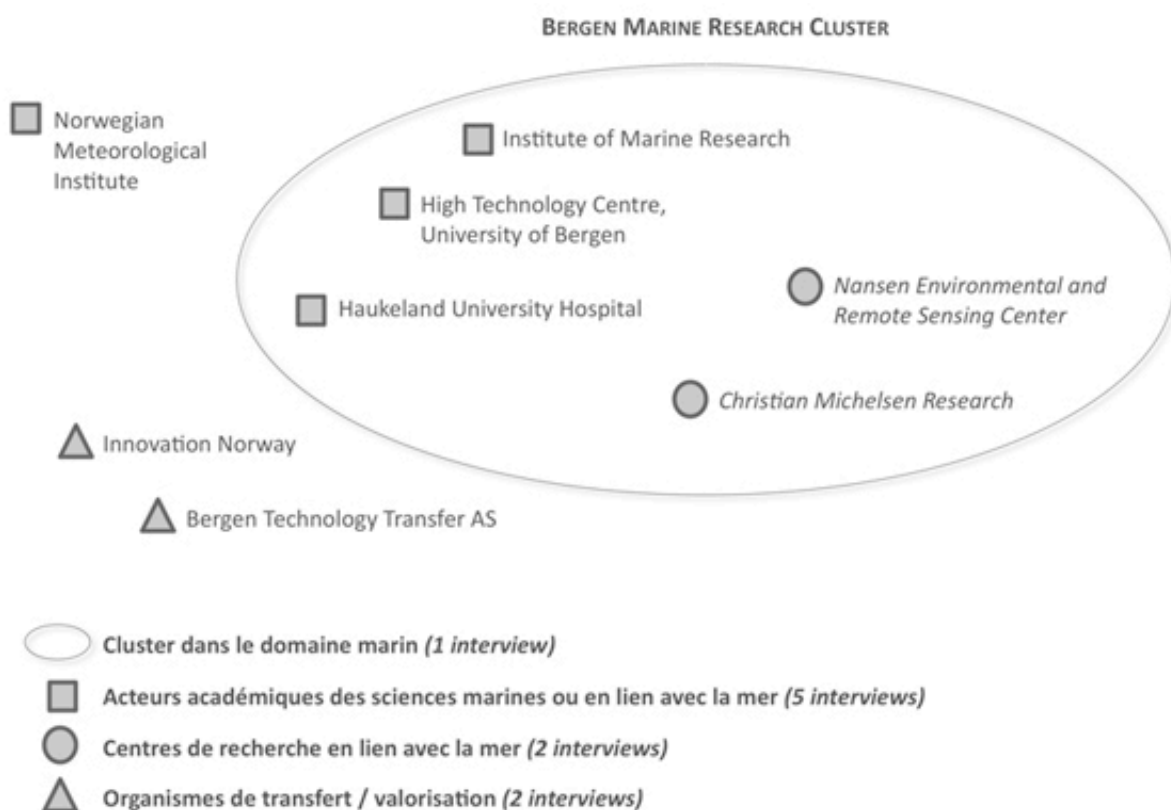 BERGEN MARINE RESEARCH CLUSTER
Norwegian
Meteorological
Institute
Institute of Marine Research
High Technology Centre,
University of Bergen
Haukeland University Hospital
Nansen Environmental and
Remote Sensing Center
Christian Michelsen Research
Innovation Norway
Bergen Technology Transfer AS
Cluster dans le domaine marin (1 interview)
Acteurs académiques des sciences marines ou en lien avec la mer (5 interviews)
Centres de recherche en lien avec la mer (2 interviews)
Organismes de transfert / valorisation (2 interviews)